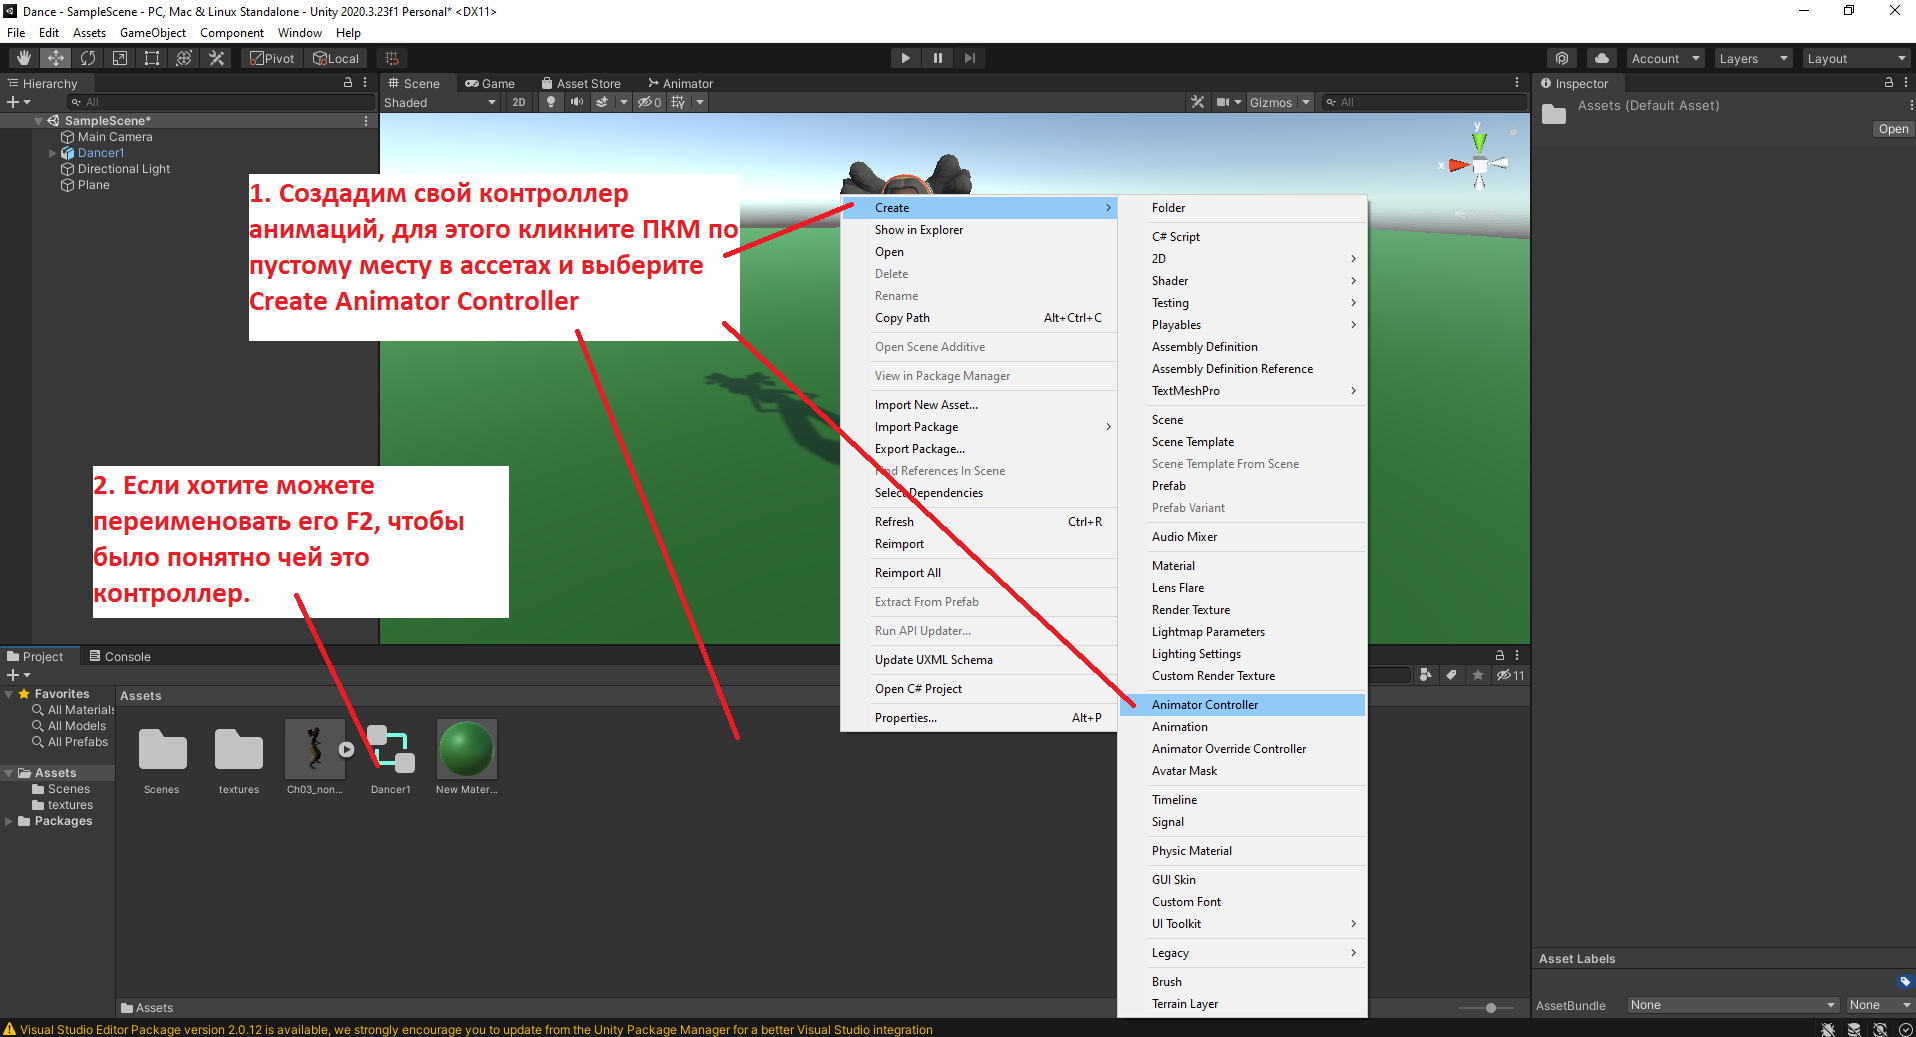 Dance - SampleScene - PC, Mac & Linux Standalone - Unity 2020.3.23f1 Personal* <DX11>
File Edit Assets GameObject Component Window Help
Pivot Local Account Layers Layout
Hierarchy
All
SampleScene*
Main Camera
Dancer1
Directional Light
Plane
Scene Game Asset Store Animator
Shaded 2D 0 Gizmos All
y
x
Inspector
Assets (Default Asset)
Open
1. Создадим свой контроллер
анимаций, для этого кликните ПКМ по
пустому месту в ассетах и выберите
Create Animator Controller
2. Если хотите можете
переименовать его F2, чтобы
было понятно чей это
контроллер.
Create
Show in Explorer
Open
Delete
Rename
Copy Path Alt+Ctrl+C
Open Scene Additive
View in Package Manager
Import New Asset...
Import Package
Export Package...
Find References In Scene
Select Dependencies
Refresh Ctrl+R
Reimport
Reimport All
Extract From Prefab
Run API Updater...
Update UXML Schema
Open C# Project
Properties... Alt+P
Folder
C# Script
2D
Shader
Testing
Playables
Assembly Definition
Assembly Definition Reference
TextMeshPro
Scene
Scene Template
Scene Template From Scene
Prefab
Prefab Variant
Audio Mixer
Material
Lens Flare
Render Texture
Lightmap Parameters
Lighting Settings
Custom Render Texture
Animator Controller
Animation
Animator Override Controller
Avatar Mask
Timeline
Signal
Physic Material
GUI Skin
Custom Font
UI Toolkit
Legacy
Brush
Terrain Layer
Project Console
11
Favorites
All Materials
All Models
All Prefabs
Assets
Scenes
textures
Packages
Assets
Scenes textures Ch03_non... Dancer1 New Mater...
Assets
Asset Labels
AssetBundle None None
Visual Studio Editor Package version 2.0.12 is available, we strongly encourage you to update from the Unity Package Manager for a better Visual Studio integration